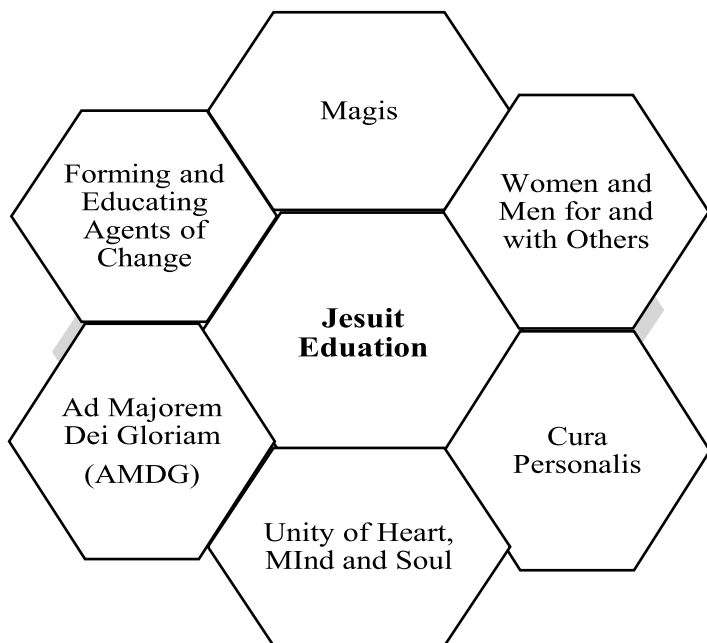 Magis
Forming and
Educating
Agents of
Change
Women and
Men for and
with Others
Jesuit
Eduation
Ad Majorem
Dei Gloriam
(AMDG)
Cura
Personalis
Unity of Heart,
MInd and Soul